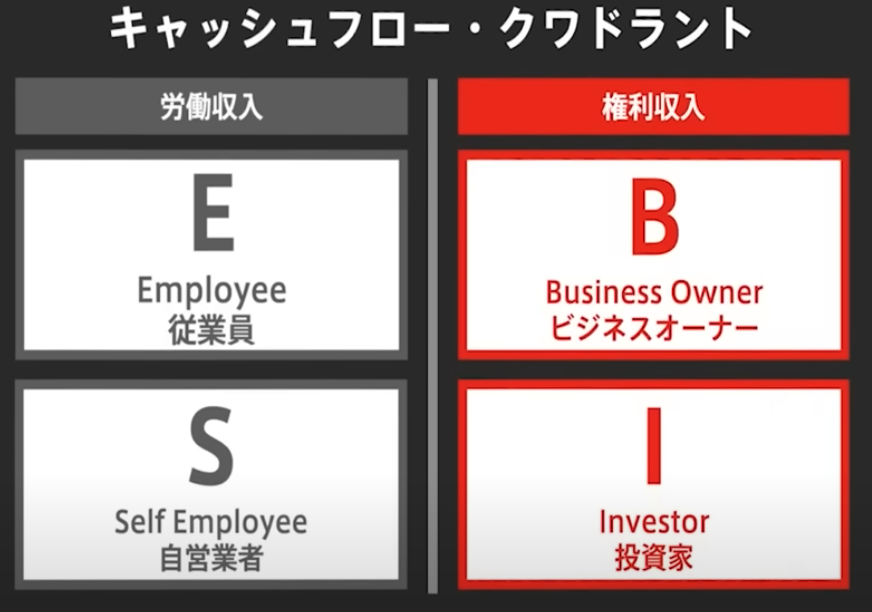 キャッシュフロー・クワドラント
労働収入
権利収入
E
Employee
従業員
B
Business Owner
ビジネスオーナー
S
Self Employee
自営業者
I
Investor
投資家